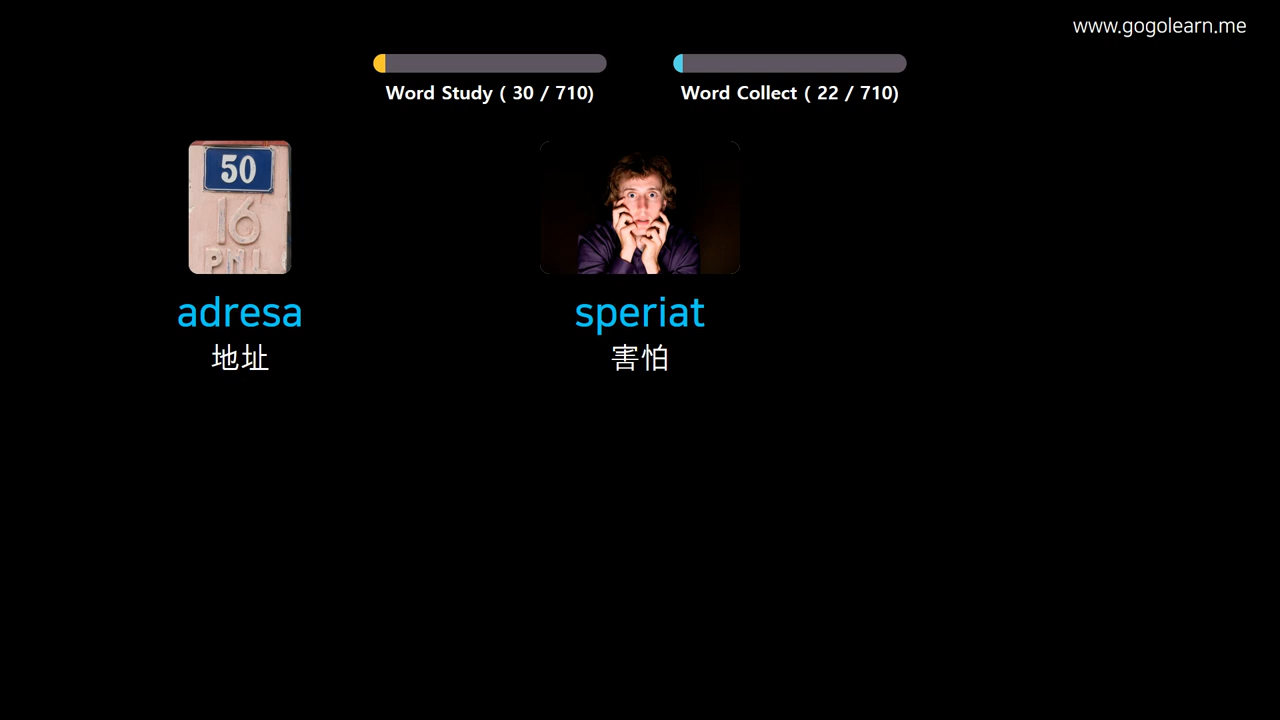 www.gogolearn.me
Word Study ( 30 / 710)
Word Collect ( 22 / 710)
50
16
adresa
speriat
地址
害怕